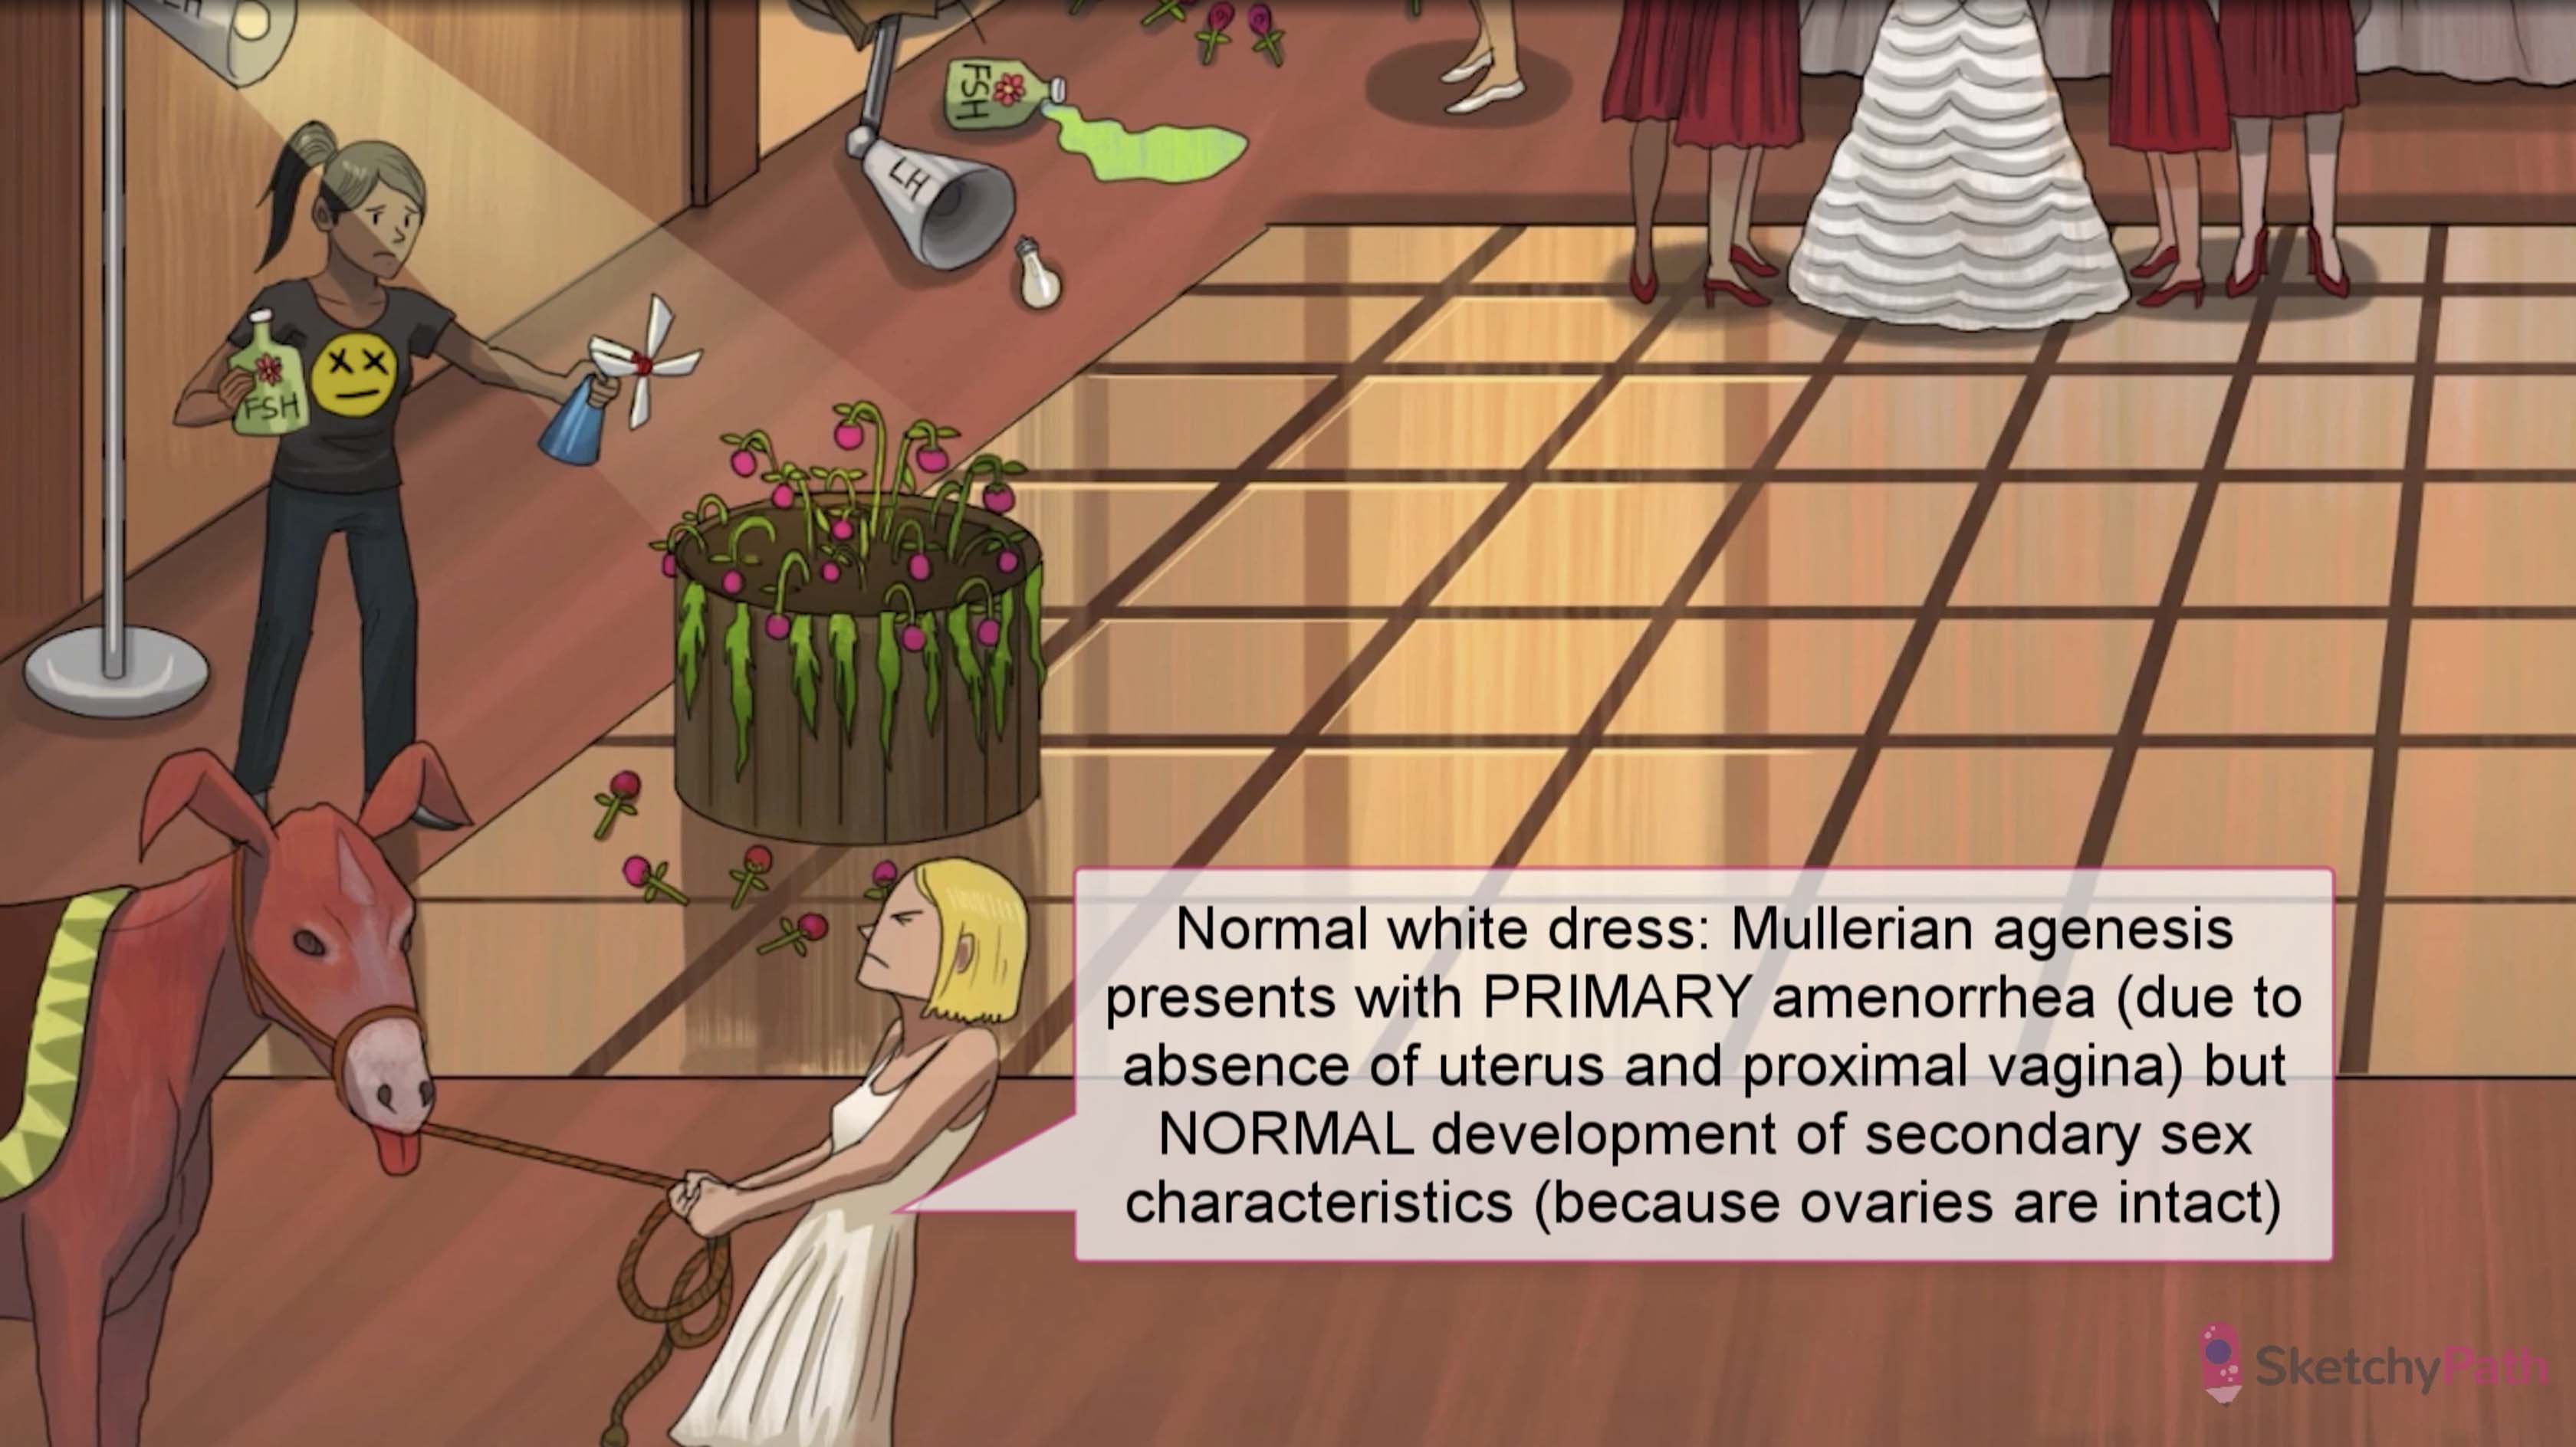 LH
FSH
LH
FSH
Normal white dress: Mullerian agenesis
presents with PRIMARY amenorrhea (due to
absence of uterus and proximal vagina) but
NORMAL development of secondary sex
characteristics (because ovaries are intact)
SketchyPath